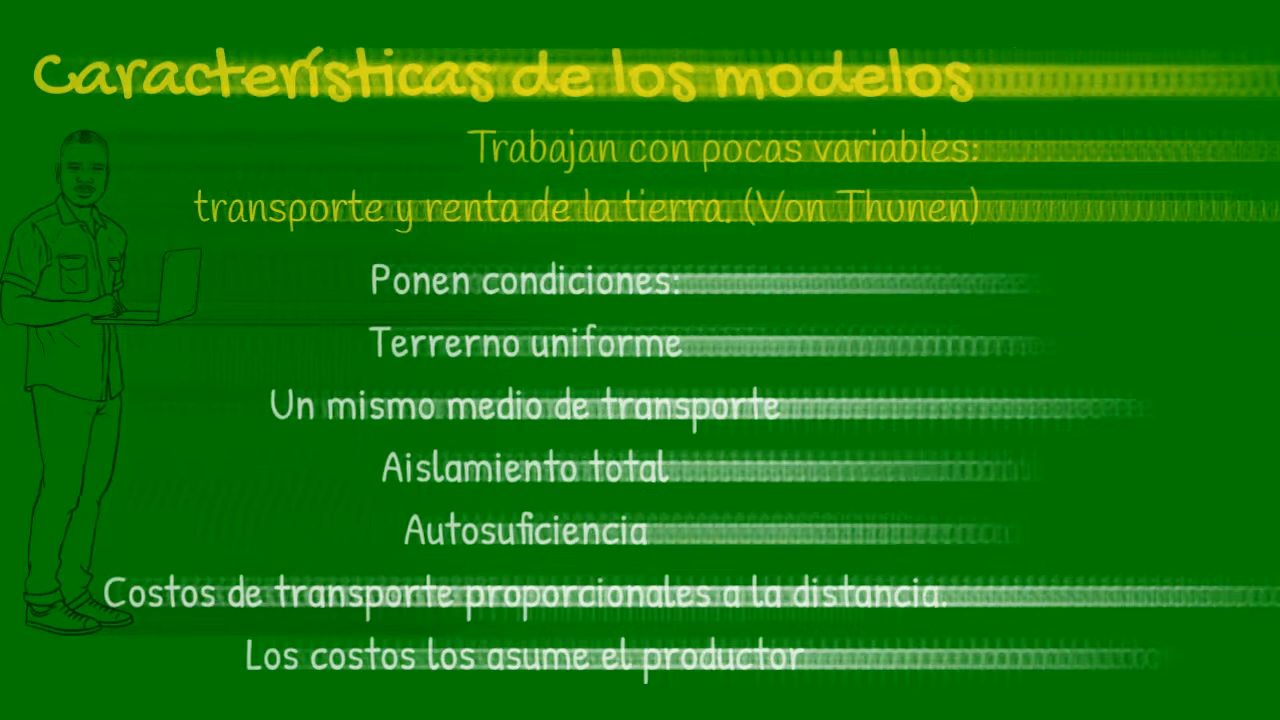 Características de los modelos
Trabajan con pocas variables:
transporte y renta de la tierra. (Von Thunen)
Ponen condiciones:
Terrerno uniforme
Un mismo medio de transporte
Aislamiento total
Autosuficiencia
Costos de transporte proporcionales a la distancia.
Los costos los asume el productor